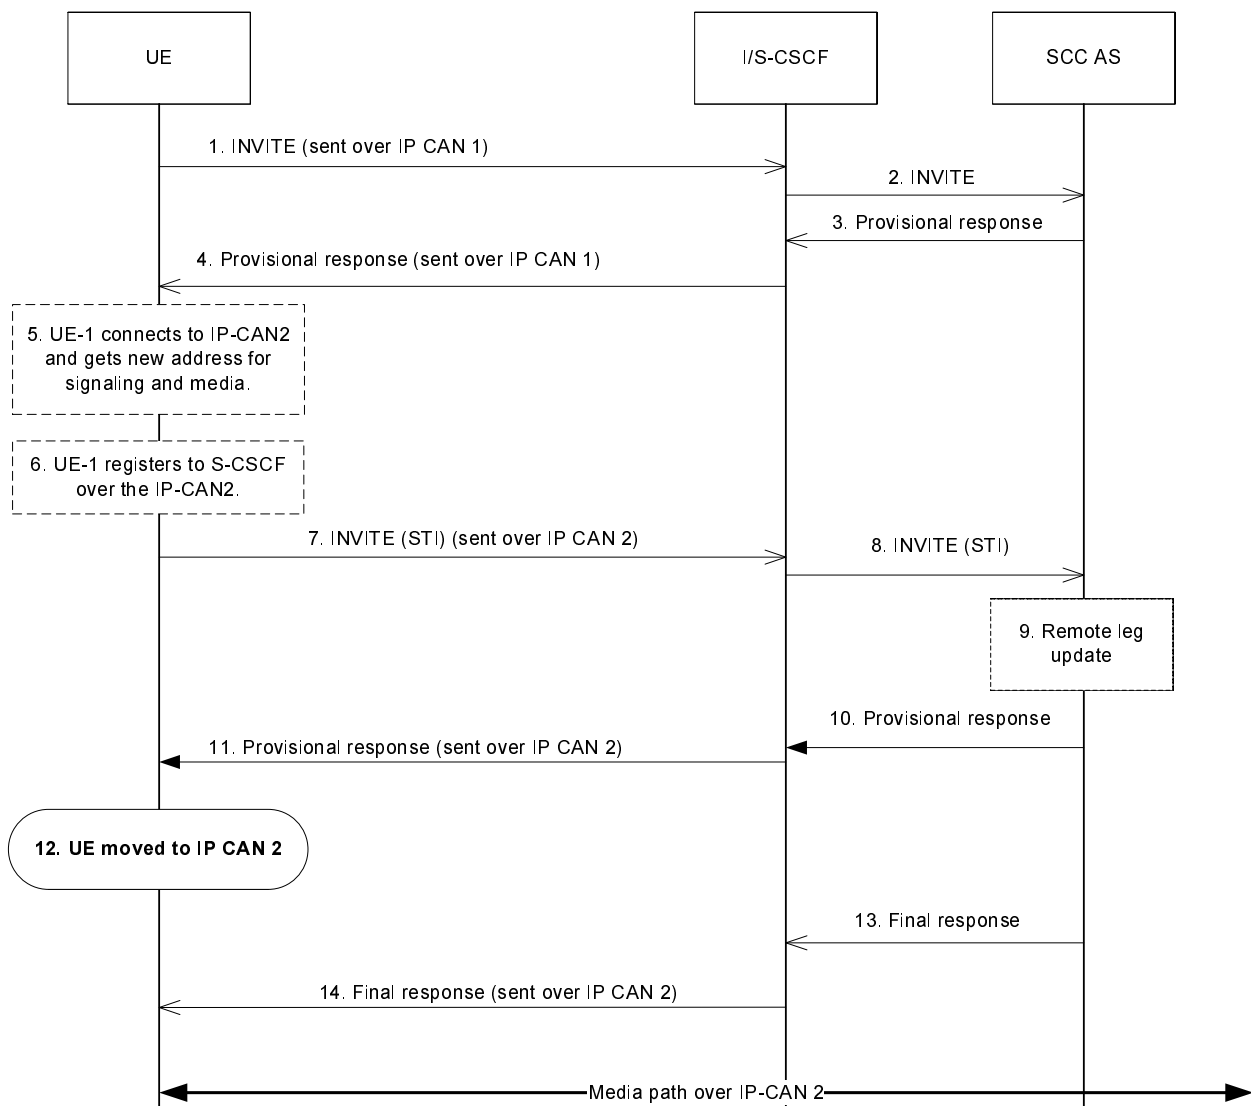 UE
I/S-CSCF
SCC AS
1. INVITE (sent over IP CAN 1)
2. INVITE
3. Provisional response
4. Provisional response (sent over IP CAN 1)
5. UE-1 connects to IP-CAN2
and gets new address for
signaling and media.
6. UE-1 registers to S-CSCF
over the IP-CAN2.
7. INVITE (STI) (sent over IP CAN 2)
8. INVITE (STI)
9. Remote leg
update
10. Provisional response
11. Provisional response (sent over IP CAN 2)
12. UE moved to IP CAN 2
13. Final response
14. Final response (sent over IP CAN 2)
Media path over IP-CAN 2